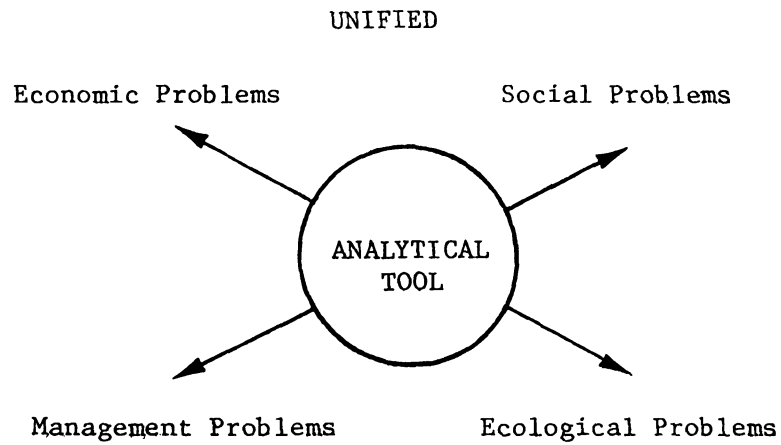 UNIFIED
Economic Problems
Social Problems
ANALYTICAL
TOOL
Management Problems
Ecological Problems